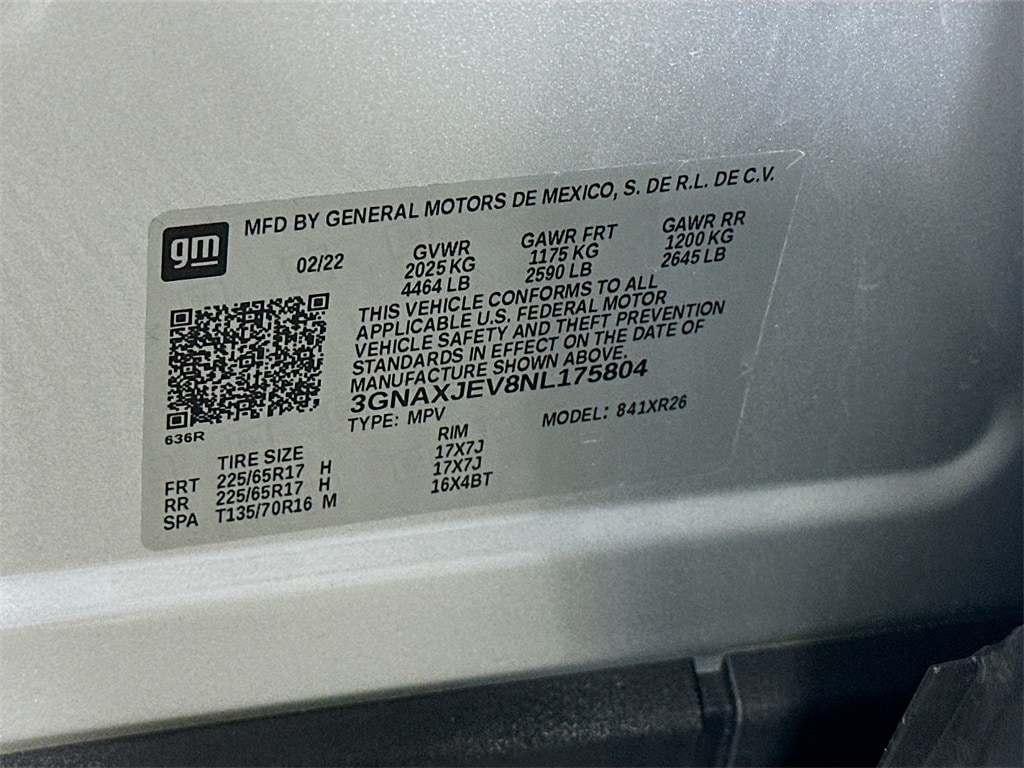 gm
MFD BY GENERAL MOTORS DE MEXICO, S. DE R.L. DE C.V.
02/22
GVWR GAWR FRT GAWR RR
2025 KG 1175 KG 1200 KG
4464 LB 2590 LB 2645 LB
THIS VEHICLE CONFORMS TO ALL
APPLICABLE U.S. FEDERAL MOTOR
VEHICLE SAFETY AND THEFT PREVENTION
STANDARDS IN EFFECT ON THE DATE OF
MANUFACTURE SHOWN ABOVE.
3GNAXJEV8NL175804
TYPE: MPV MODEL: 841XR26
636R
TIRE SIZE RIM
FRT 225/65R17 H 17X7J
RR 225/65R17 H 17X7J
SPA T135/70R16 M 16X4BT